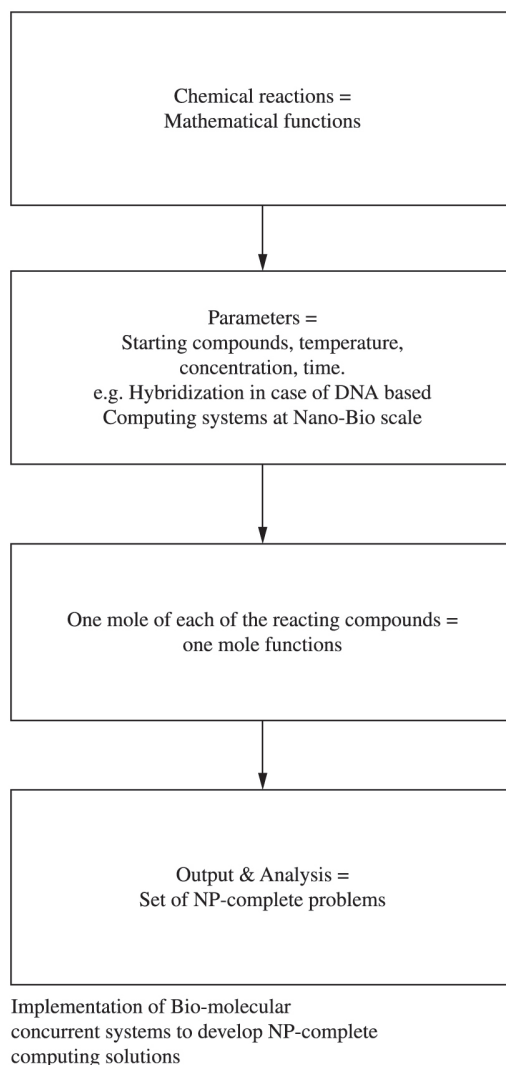 Chemical reactions =
Mathematical functions
Parameters =
Starting compounds, temperature,
concentration, time.
e.g. Hybridization in case of DNA based
Computing systems at Nano-Bio scale
One mole of each of the reacting compounds =
one mole functions
Output & Analysis =
Set of NP-complete problems
Implementation of Bio-molecular
concurrent systems to develop NP-complete
computing solutions